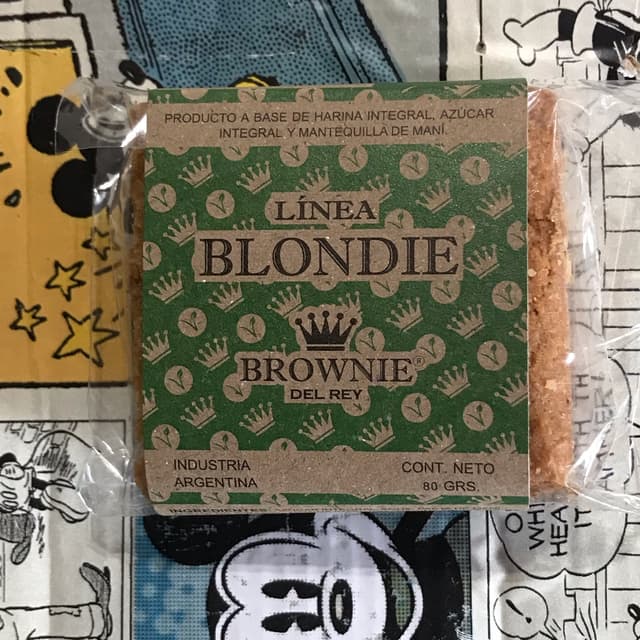 PRODUCTO A BASE DE HARINA INTEGRAL, AZÚCAR
INTEGRAL Y MANTEQUILLA DE MANÍ.
LÍNEA
BLONDIE
BROWNIE®
DEL REY
INDUSTRIA
ARGENTINA
CONT. NETO
80 GRS.
INGREDIENTES